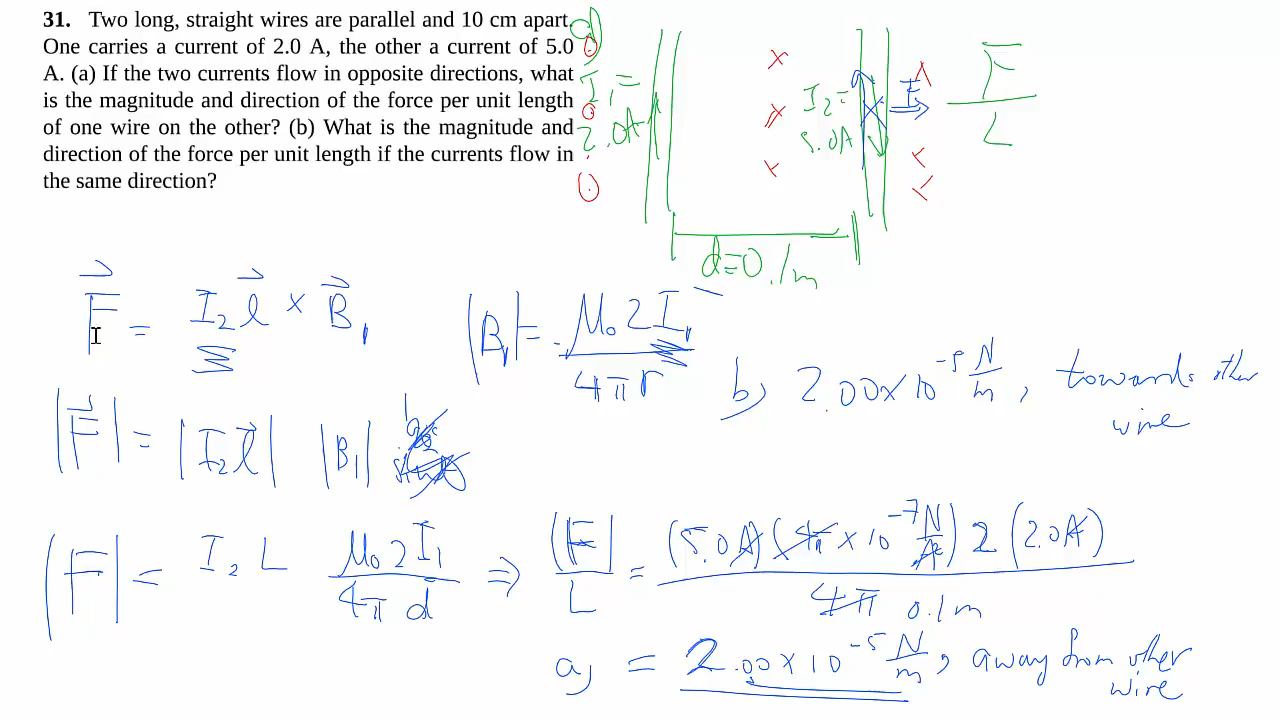 31. Two long, straight wires are parallel and 10 cm apart.
One carries a current of 2.0 A, the other a current of 5.0
A. (a) If the two currents flow in opposite directions, what
is the magnitude and direction of the force per unit length
of one wire on the other? (b) What is the magnitude and
direction of the force per unit length if the currents flow in
the same direction?
a)
I₁ =
2.0A
I₂ =
5.0A
F
F/L
d=0.1m
F⃗ = I₂ l⃗ × B⃗₁
|B₁| = μ₀ 2 I₁ / 4π r
b) 2.00×10⁻⁵ N/m, towards other
wire
|F⃗| = |I₂ l⃗| |B₁|
|F| = I₂ L μ₀ 2 I₁ / 4π d ⇒ |F|/L = (5.0A)(4π×10⁻⁷ N/A²) 2 (2.0A) / 4π 0.1m
a) = 2.00×10⁻⁵ N/m, away from other
wire